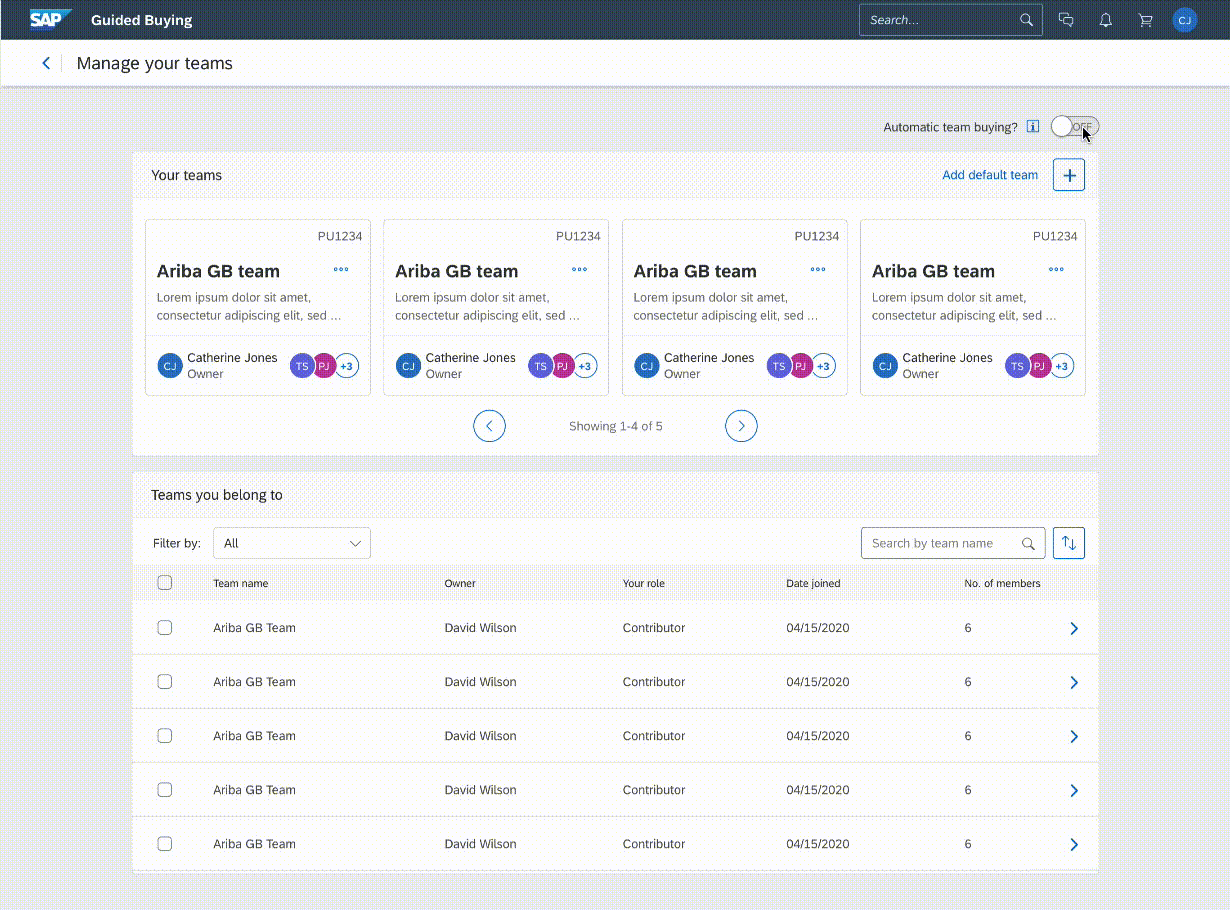 SAP Guided Buying Search... CJ
Manage your teams
Automatic team buying? i OFF
Your teams Add default team
PU1234 PU1234 PU1234 PU1234
Ariba GB team Ariba GB team Ariba GB team Ariba GB team
Lorem ipsum dolor sit amet, Lorem ipsum dolor sit amet, Lorem ipsum dolor sit amet, Lorem ipsum dolor sit amet,
consectetur adipiscing elit, sed ... consectetur adipiscing elit, sed ... consectetur adipiscing elit, sed ... consectetur adipiscing elit, sed ...
CJ Catherine Jones TS PJ +3 CJ Catherine Jones TS PJ +3 CJ Catherine Jones TS PJ +3 CJ Catherine Jones TS PJ +3
Owner Owner Owner Owner
Showing 1-4 of 5
Teams you belong to
Filter by: All Search by team name
Team name Owner Your role Date joined No. of members
Ariba GB Team David Wilson Contributor 04/15/2020 6
Ariba GB Team David Wilson Contributor 04/15/2020 6
Ariba GB Team David Wilson Contributor 04/15/2020 6
Ariba GB Team David Wilson Contributor 04/15/2020 6
Ariba GB Team David Wilson Contributor 04/15/2020 6